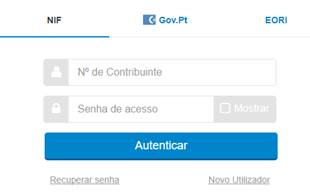 NIF Gov.Pt EORI
Nº de Contribuinte
Senha de acesso Mostrar
Autenticar
Recuperar senha Novo Utilizador